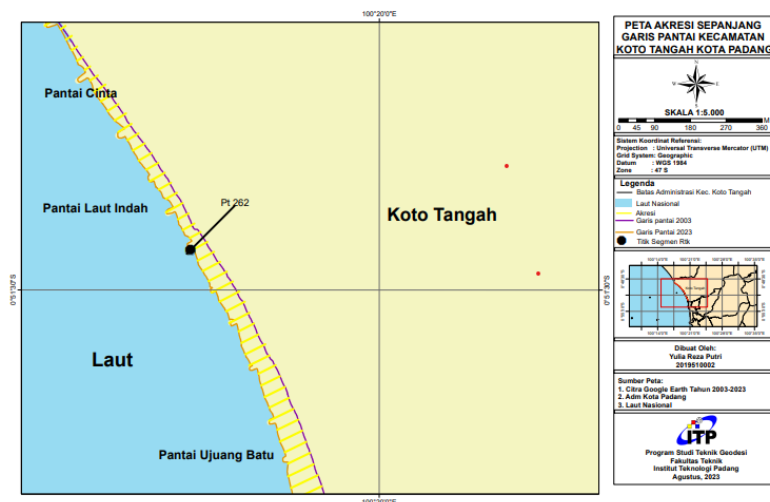 100°20'0"E
Pantai Cinta
Pantai Laut Indah
Pt 262
Koto Tangah
0°51'30"S
0°51'30"S
Laut
Pantai Ujuang Batu
100°20'0"E
PETA AKRESI SEPANJANG
GARIS PANTAI KECAMATAN
KOTO TANGAH KOTA PADANG
N
W
E
S
SKALA 1:5.000
M
0 45 90 180 270 360
Sistem Koordinat Referensi:
Projection : Universal Transverse Mercator (UTM)
Grid System: Geographic
Datum : WGS 1984
Zone : 47 S
Legenda
Batas Administrasi Kec. Koto Tangah
Laut Nasional
Akresi
Garis pantai 2003
Garis Pantai 2023
Titik Segmen Rtk
Dibuat Oleh:
Yulia Reza Putri
2019510002
Sumber Peta:
1. Citra Google Earth Tahun 2003-2023
2. Adm Kota Padang
3. Laut Nasional
ITP
Program Studi Teknik Geodesi
Fakultas Teknik
Institut Teknologi Padang
Agustus, 2023